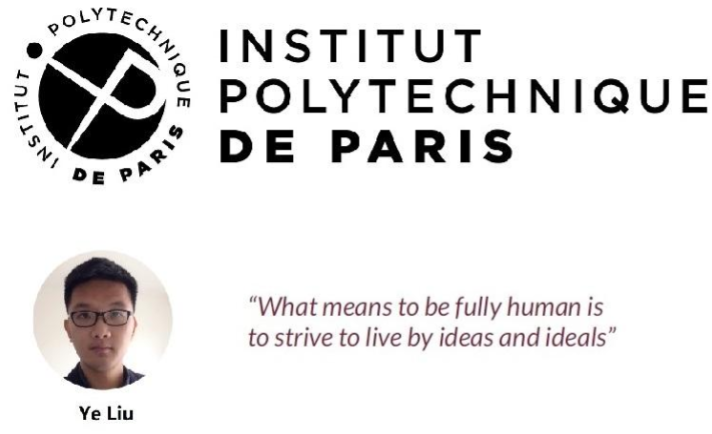 INSTITUT POLYTECHNIQUE DE PARIS
INSTITUT
POLYTECHNIQUE
DE PARIS
“What means to be fully human is
to strive to live by ideas and ideals”
Ye Liu